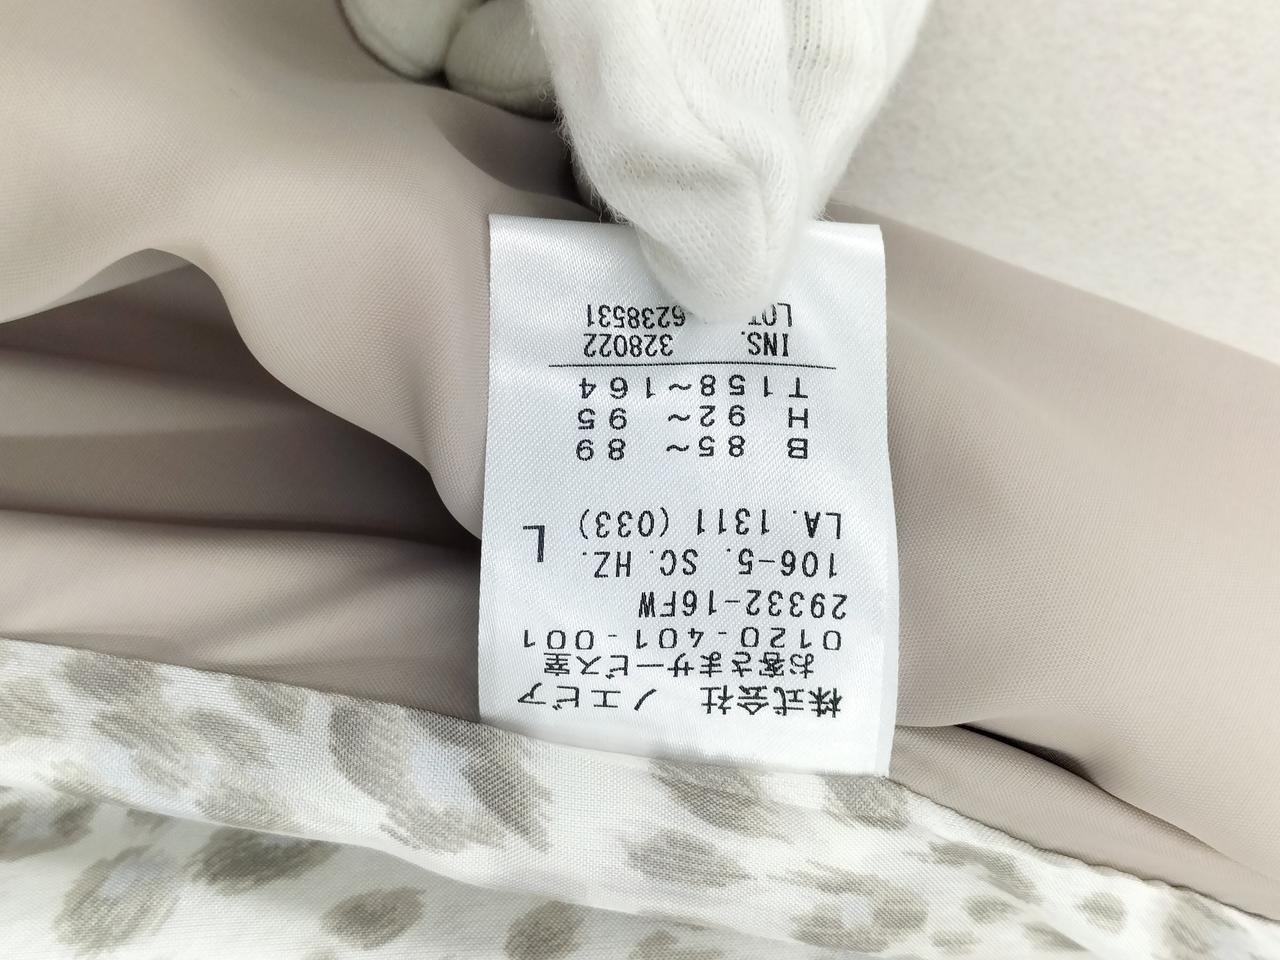 株式会社 ノエビア
お客さまサービス室
0120-401-001
29332-16FW
106-5. SC. HZ.
LA. 1311 (033) L
B 85~ 89
H 92~ 95
T158~164
INS. 328022
LOT 6238531